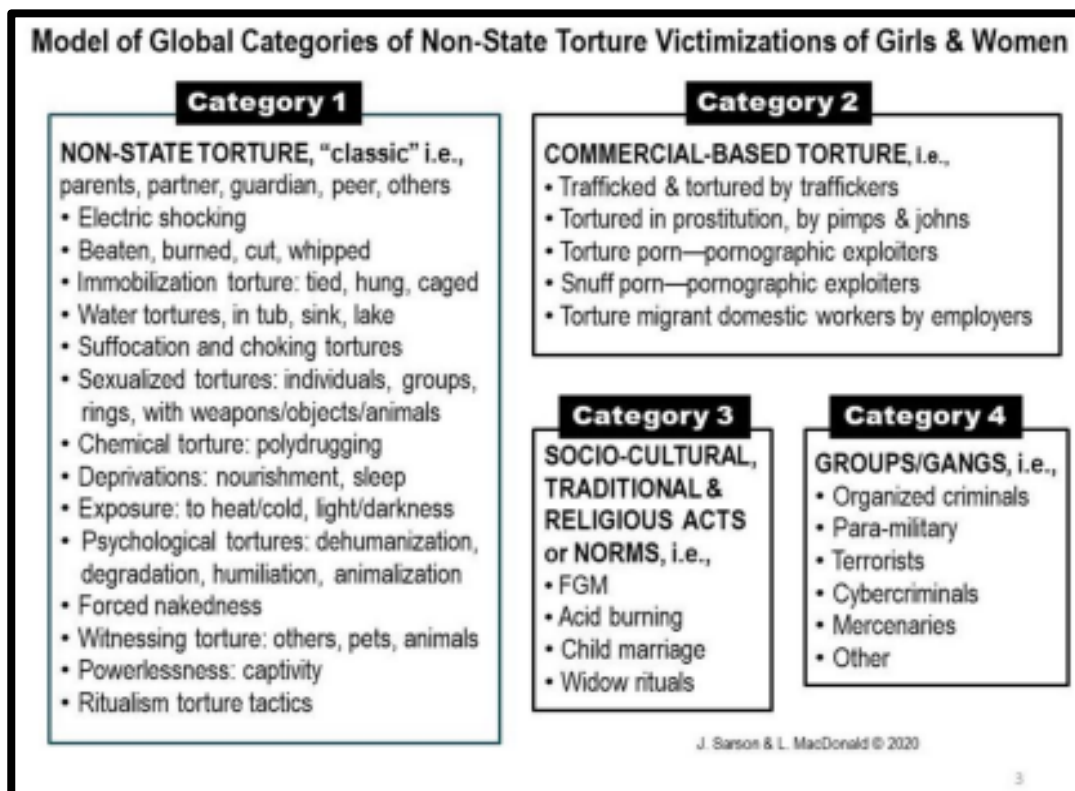 Model of Global Categories of Non-State Torture Victimizations of Girls & Women
Category 1
NON-STATE TORTURE, “classic” i.e.,
parents, partner, guardian, peer, others
• Electric shocking
• Beaten, burned, cut, whipped
• Immobilization torture: tied, hung, caged
• Water tortures, in tub, sink, lake
• Suffocation and choking tortures
• Sexualized tortures: individuals, groups,
rings, with weapons/objects/animals
• Chemical torture: polydrugging
• Deprivations: nourishment, sleep
• Exposure: to heat/cold, light/darkness
• Psychological tortures: dehumanization,
degradation, humiliation, animalization
• Forced nakedness
• Witnessing torture: others, pets, animals
• Powerlessness: captivity
• Ritualism torture tactics
Category 2
COMMERCIAL-BASED TORTURE, i.e.,
• Trafficked & tortured by traffickers
• Tortured in prostitution, by pimps & johns
• Torture porn—pornographic exploiters
• Snuff porn—pornographic exploiters
• Torture migrant domestic workers by employers
Category 3
SOCIO-CULTURAL,
TRADITIONAL &
RELIGIOUS ACTS
or NORMS, i.e.,
• FGM
• Acid burning
• Child marriage
• Widow rituals
Category 4
GROUPS/GANGS, i.e.,
• Organized criminals
• Para-military
• Terrorists
• Cybercriminals
• Mercenaries
• Other
J. Sarson & L. MacDonald © 2020
3